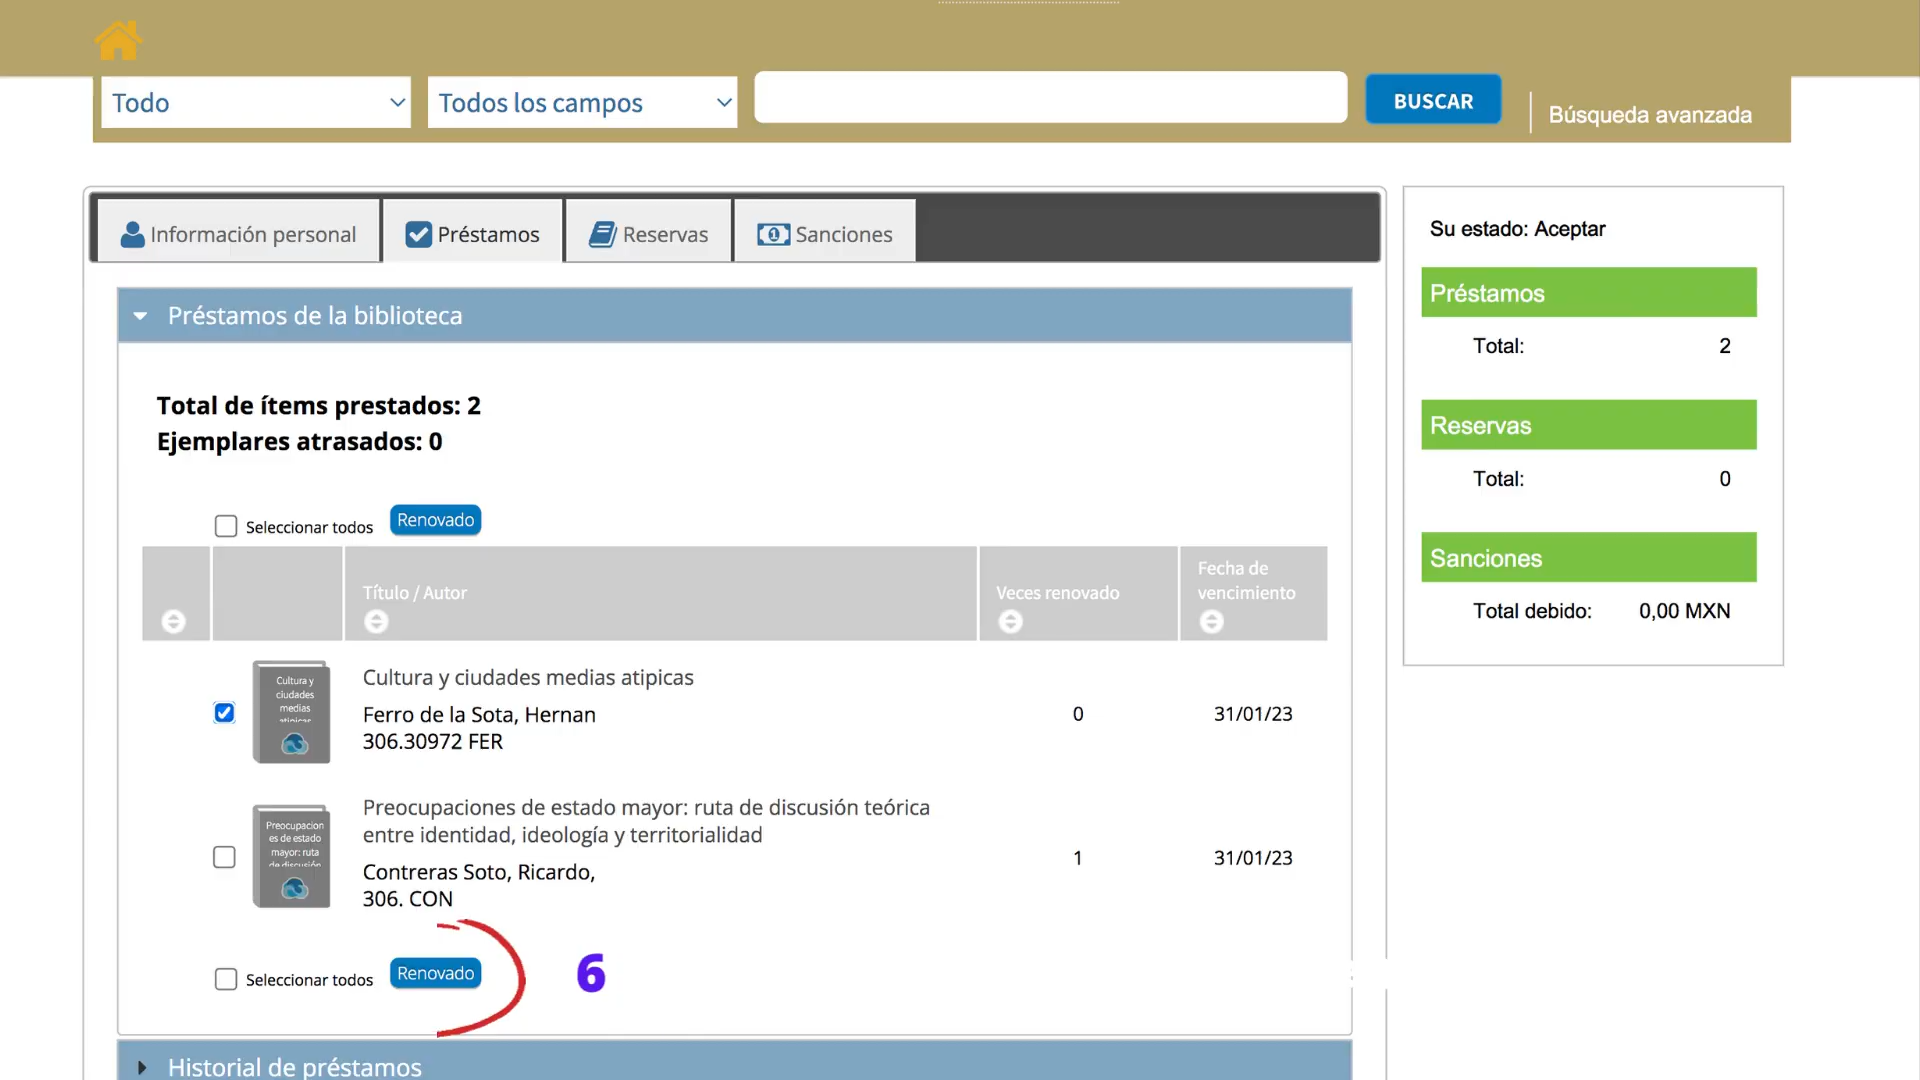 Todo
Todos los campos
BUSCAR
Búsqueda avanzada
Información personal
Préstamos
Reservas
Sanciones
Su estado: Aceptar
Préstamos
Total: 2
Reservas
Total: 0
Sanciones
Total debido: 0,00 MXN
Préstamos de la biblioteca
Total de ítems prestados: 2
Ejemplares atrasados: 0
Seleccionar todos
Renovado
Título / Autor
Veces renovado
Fecha de
vencimiento
Cultura y
ciudades
medias
atipicas
Cultura y ciudades medias atipicas
Ferro de la Sota, Hernan
306.30972 FER
0
31/01/23
Preocupacion
es de estado
mayor: ruta
de discusión
Preocupaciones de estado mayor: ruta de discusión teórica
entre identidad, ideología y territorialidad
Contreras Soto, Ricardo,
306. CON
1
31/01/23
Seleccionar todos
Renovado
6
Historial de préstamos